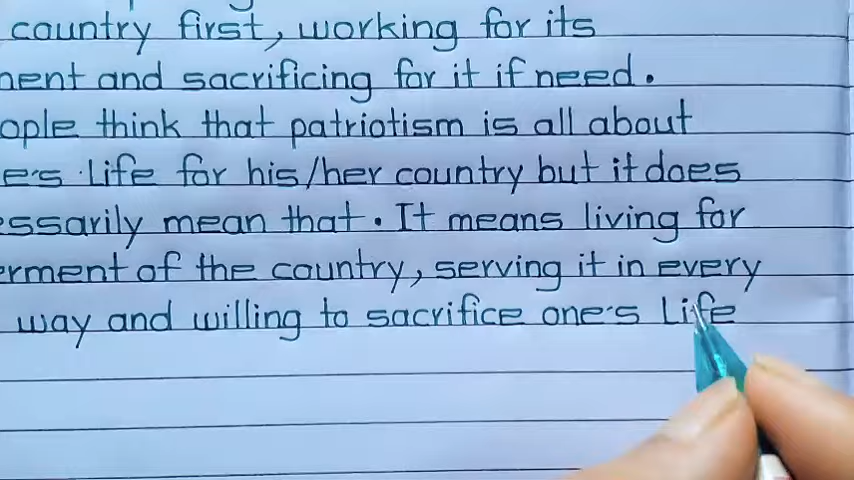 country first, working for its
ment and sacrificing for it if need.
ople think that patriotism is all about
e's Life for his/her country but it does
essarily mean that. It means living for
erment of the country, serving it in every
way and willing to sacrifice one's Life